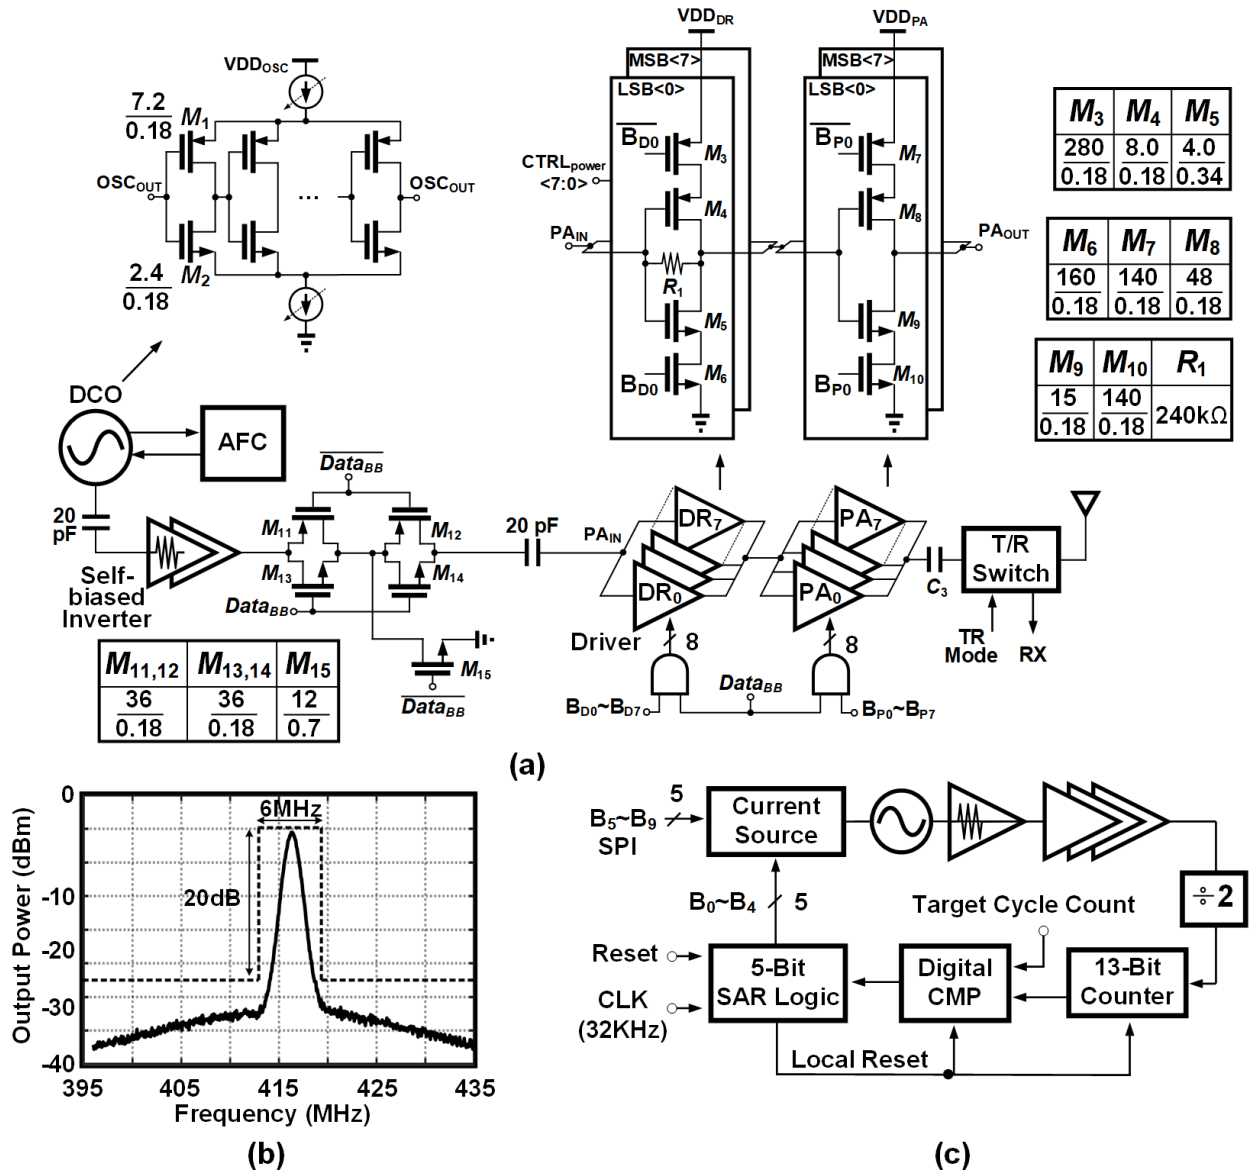 VDD_OSC
7.2
0.18
M1
OSC_OUT
OSC_OUT
...
2.4
0.18
M2
VDD_DR
MSB<7>
LSB<0>
B_D0
M3
CTRL_power
<7:0>
M4
PA_IN
R1
M5
B_D0
M6
VDD_PA
MSB<7>
LSB<0>
B_P0
M7
M8
PA_OUT
M9
B_P0
M10
M3 M4 M5
280 8.0 4.0
0.18 0.18 0.34
M6 M7 M8
160 140 48
0.18 0.18 0.18
M9 M10 R1
15 140 240kΩ
0.18 0.18
DCO
AFC
20
pF
Self-
biased
Inverter
Data_BB
M11
M12
M13
M14
Data_BB
M15
Data_BB
20 pF
PA_IN
DR7
DR0
Driver
8
PA7
PA0
8
C3
T/R
Switch
TR
Mode
RX
B_D0~B_D7
Data_BB
B_P0~B_P7
M11,12 M13,14 M15
36 36 12
0.18 0.18 0.7
(a)
Output Power (dBm)
0
-10
-20
-30
-40
6MHz
20dB
395 405 415 425 435
Frequency (MHz)
(b)
B5~B9
SPI
5
Current
Source
÷2
B0~B4
5
Target Cycle Count
Reset
CLK
(32KHz)
5-Bit
SAR Logic
Digital
CMP
13-Bit
Counter
Local Reset
(c)